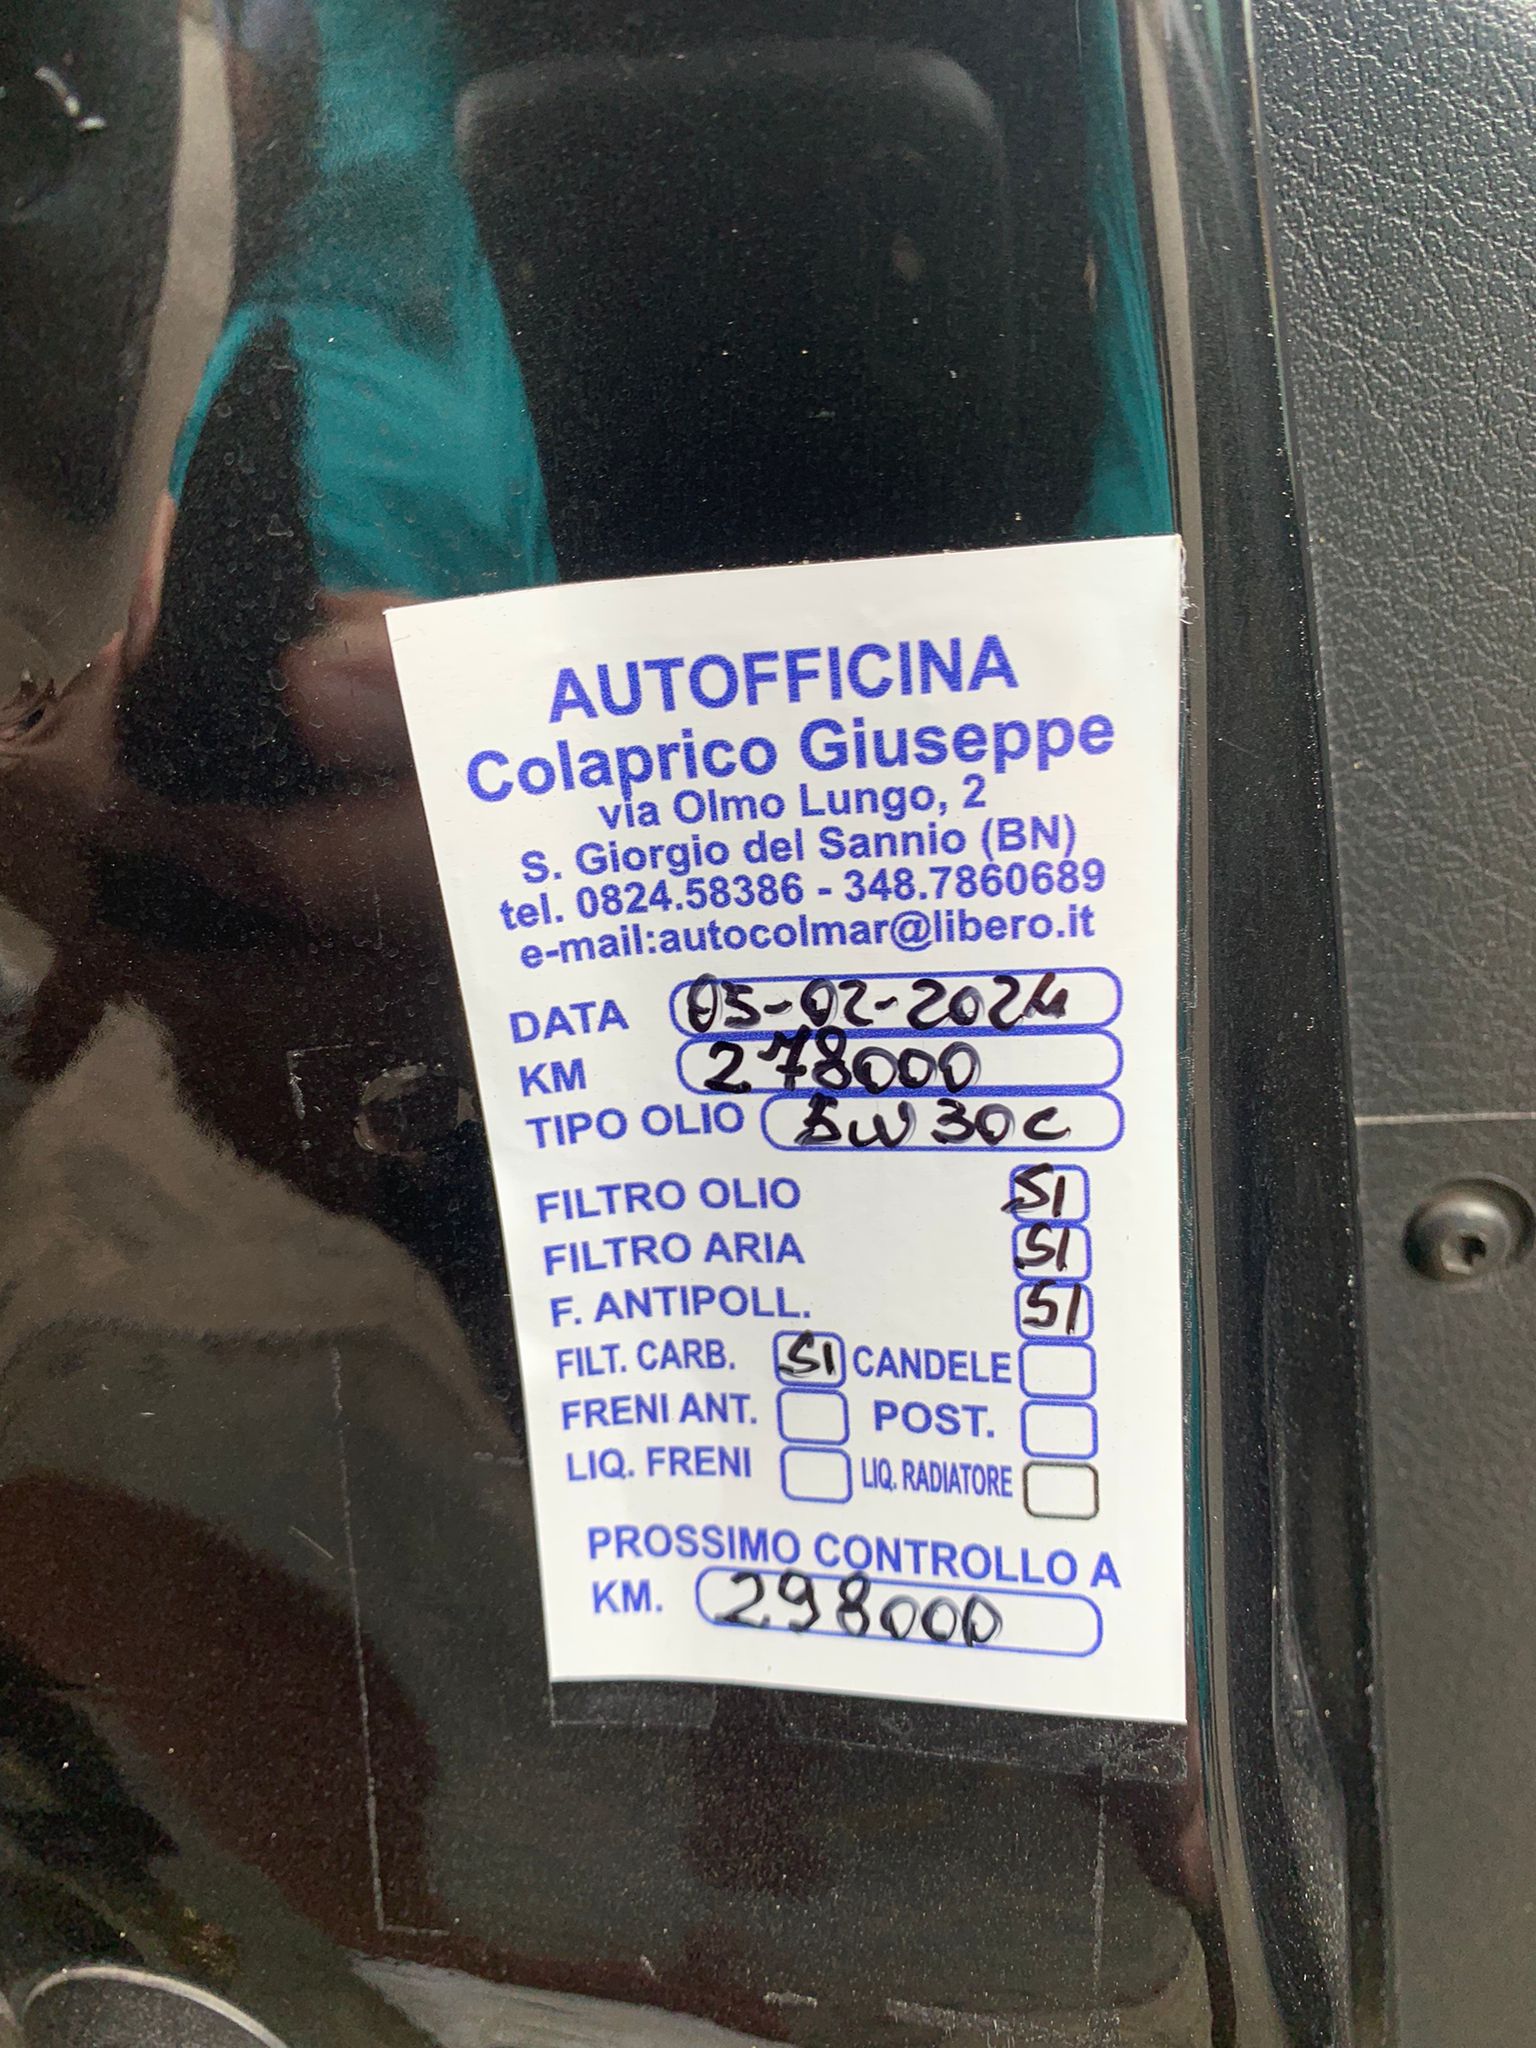 AUTOFFICINA
Colaprico Giuseppe
via Olmo Lungo, 2
S. Giorgio del Sannio (BN)
tel. 0824.58386 - 348.7860689
e-mail:autocolmar@libero.it
DATA 05-02-2024
KM 278000
TIPO OLIO 5W30C
FILTRO OLIO SI
FILTRO ARIA SI
F. ANTIPOLL. SI
FILT. CARB. SI CANDELE
FRENI ANT. POST.
LIQ. FRENI LIQ. RADIATORE
PROSSIMO CONTROLLO A
KM. 298000